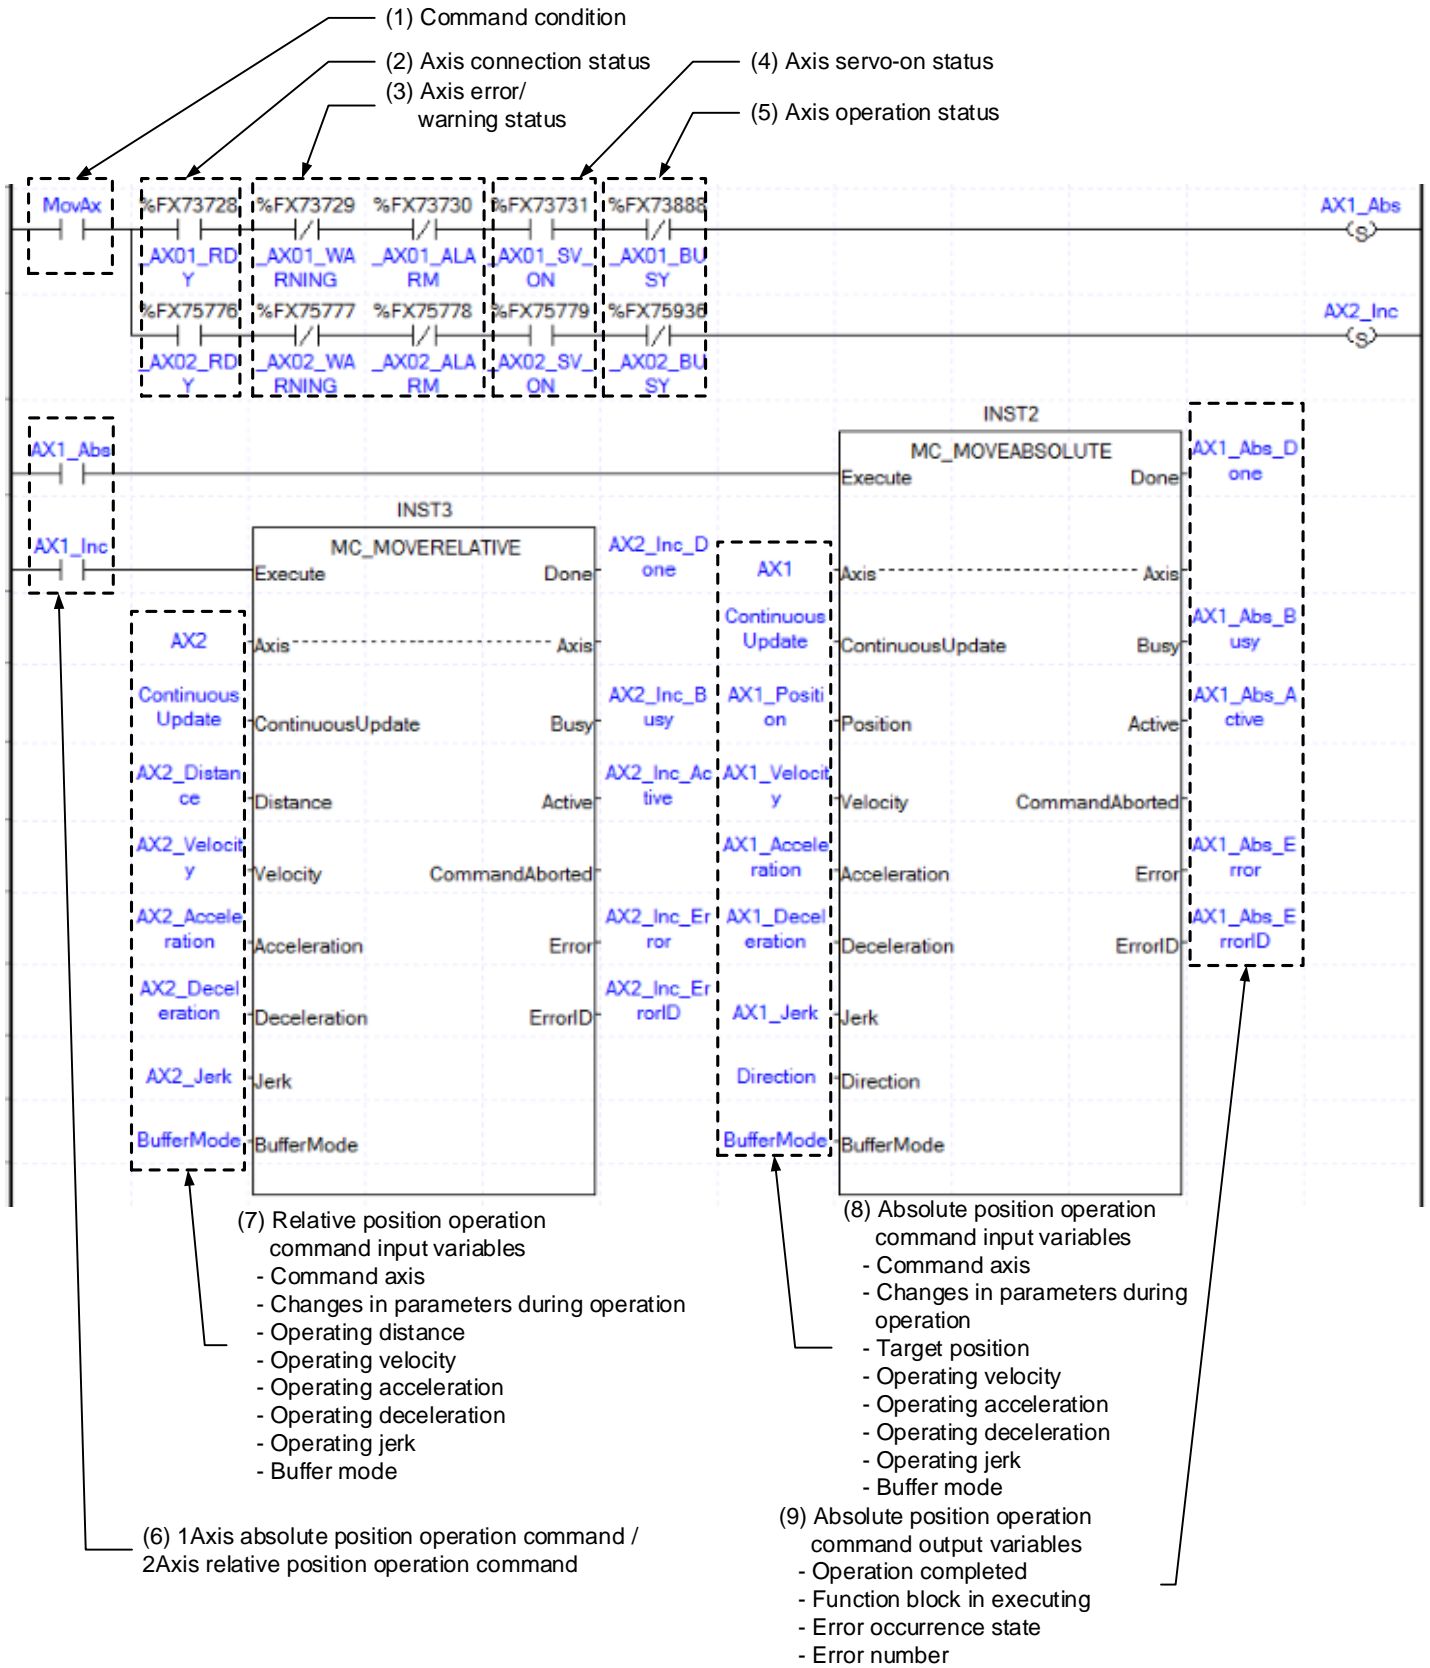 (1) Command condition
(2) Axis connection status
(3) Axis error/
warning status
(4) Axis servo-on status
(5) Axis operation status
MovAx
%FX73728
%FX73729
%FX73730
%FX73731
%FX73888
AX1_Abs
S
_AX01_RD
Y
_AX01_WA
RNING
_AX01_ALA
RM
_AX01_SV_
ON
_AX01_BU
SY
%FX75776
%FX75777
%FX75778
%FX75779
%FX75936
AX2_Inc
S
_AX02_RD
Y
_AX02_WA
RNING
_AX02_ALA
RM
_AX02_SV_
ON
_AX02_BU
SY
AX1_Abs
AX1_Inc
INST3
MC_MOVERELATIVE
Execute
Done
Axis
Axis
ContinuousUpdate
Busy
Distance
Active
Velocity
CommandAborted
Acceleration
Error
Deceleration
ErrorID
Jerk
BufferMode
AX2
Continuous
Update
AX2_Distan
ce
AX2_Velocit
y
AX2_Accele
ration
AX2_Decel
eration
AX2_Jerk
BufferMode
AX2_Inc_D
one
AX2_Inc_B
usy
AX2_Inc_Ac
tive
AX2_Inc_Er
ror
AX2_Inc_Er
rorID
INST2
MC_MOVEABSOLUTE
Execute
Done
Axis
Axis
ContinuousUpdate
Busy
Position
Active
Velocity
CommandAborted
Acceleration
Error
Deceleration
ErrorID
Jerk
Direction
BufferMode
AX1
Continuous
Update
AX1_Positi
on
AX1_Velocit
y
AX1_Accele
ration
AX1_Decel
eration
AX1_Jerk
Direction
BufferMode
AX1_Abs_D
one
AX1_Abs_B
usy
AX1_Abs_A
ctive
AX1_Abs_E
rror
AX1_Abs_E
rrorID
(7) Relative position operation
command input variables
- Command axis
- Changes in parameters during operation
- Operating distance
- Operating velocity
- Operating acceleration
- Operating deceleration
- Operating jerk
- Buffer mode
(8) Absolute position operation
command input variables
- Command axis
- Changes in parameters during
operation
- Target position
- Operating velocity
- Operating acceleration
- Operating deceleration
- Operating jerk
- Buffer mode
(6) 1Axis absolute position operation command /
2Axis relative position operation command
(9) Absolute position operation
command output variables
- Operation completed
- Function block in executing
- Error occurrence state
- Error number